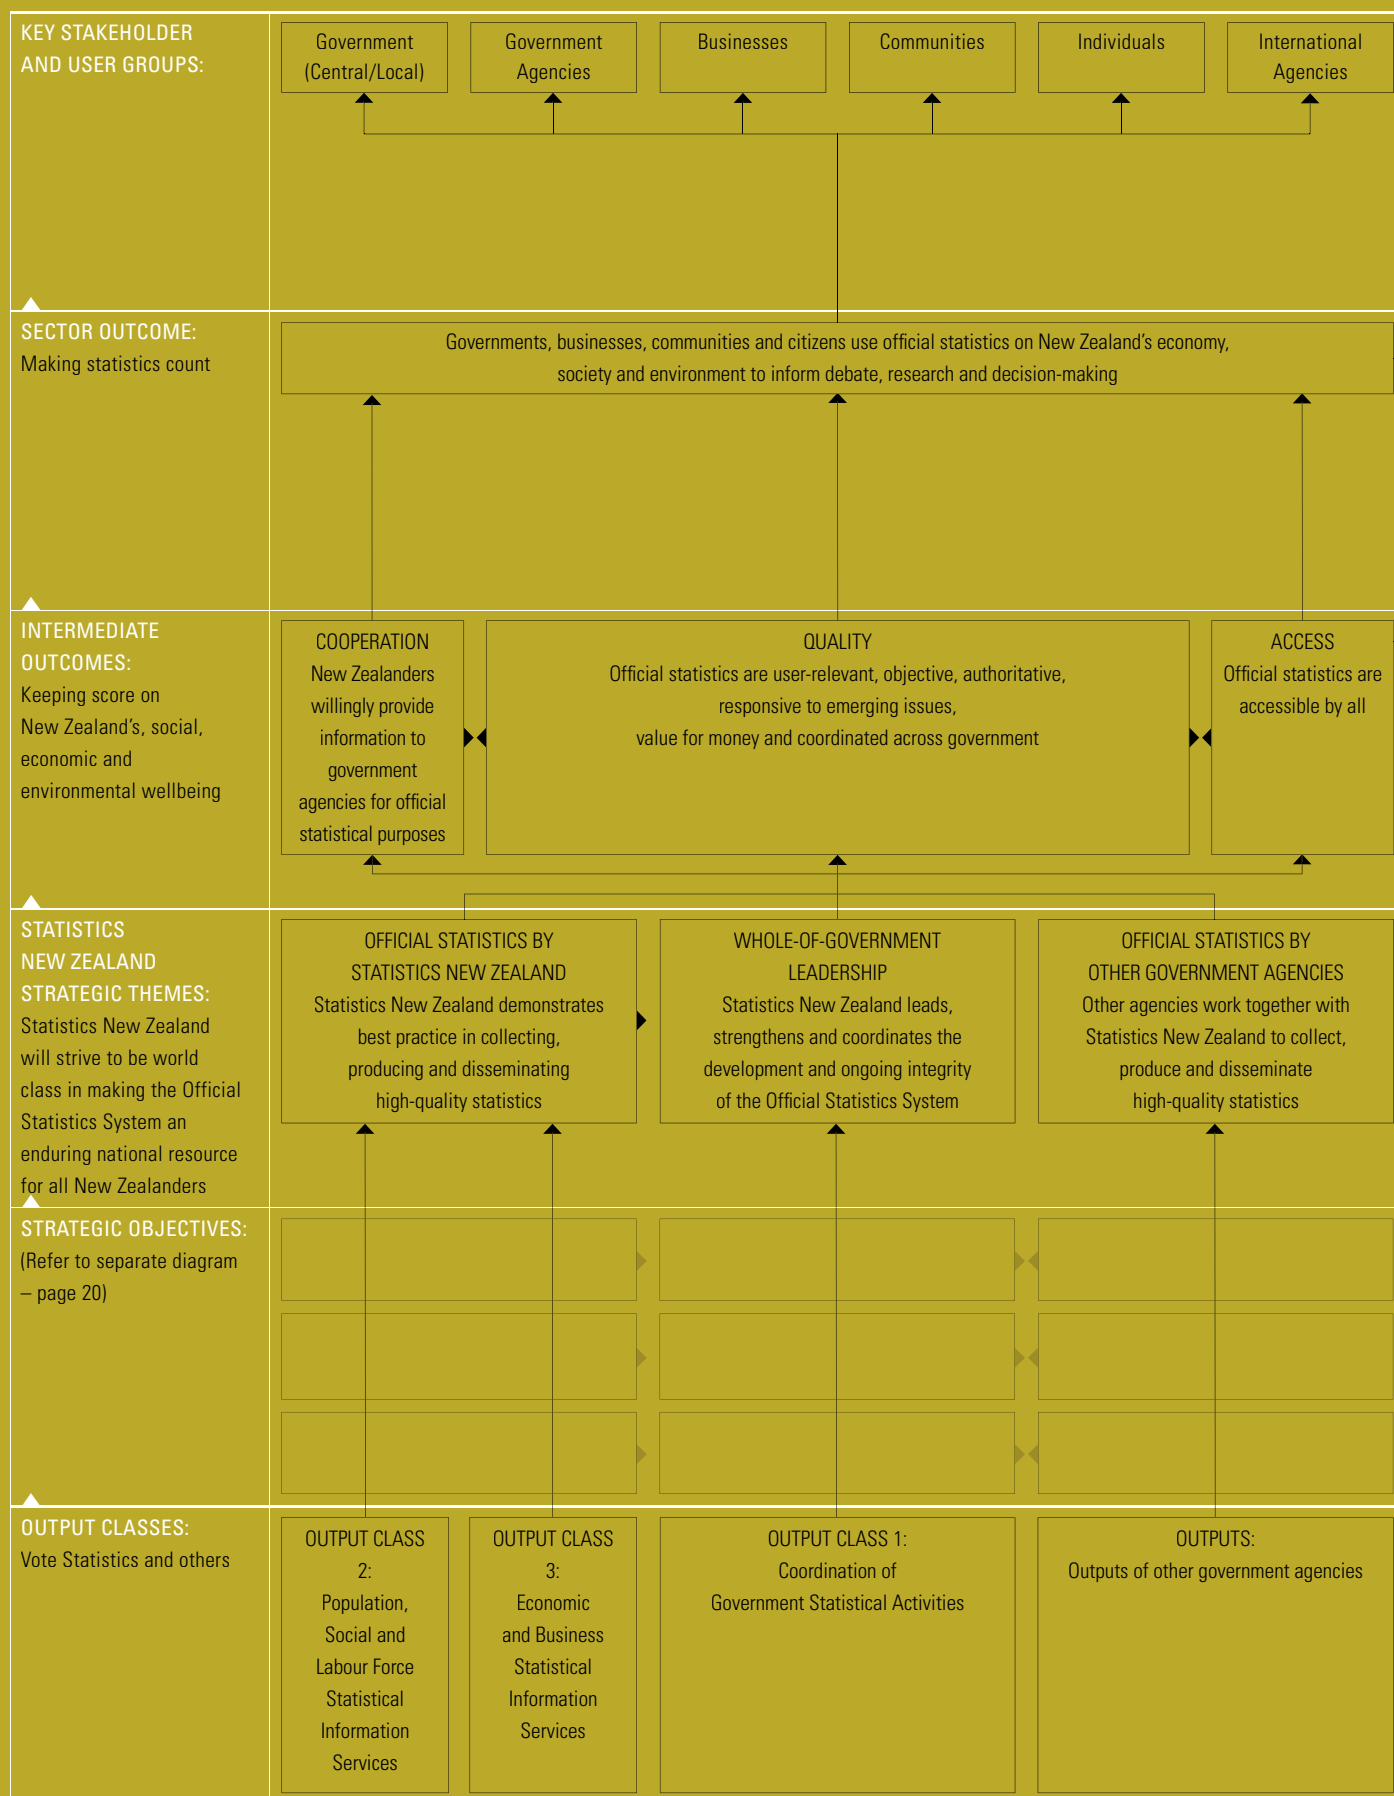 KEY STAKEHOLDER
AND USER GROUPS:
Government
(Central/Local)
Government
Agencies
Businesses
Communities
Individuals
International
Agencies
SECTOR OUTCOME:
Making statistics count
Governments, businesses, communities and citizens use official statistics on New Zealand's economy,
society and environment to inform debate, research and decision-making
INTERMEDIATE
OUTCOMES:
Keeping score on
New Zealand's, social,
economic and
environmental wellbeing
COOPERATION
New Zealanders
willingly provide
information to
government
agencies for official
statistical purposes
QUALITY
Official statistics are user-relevant, objective, authoritative,
responsive to emerging issues,
value for money and coordinated across government
ACCESS
Official statistics are
accessible by all
STATISTICS
NEW ZEALAND
STRATEGIC THEMES:
Statistics New Zealand
will strive to be world
class in making the Official
Statistics System an
enduring national resource
for all New Zealanders
OFFICIAL STATISTICS BY
STATISTICS NEW ZEALAND
Statistics New Zealand demonstrates
best practice in collecting,
producing and disseminating
high-quality statistics
WHOLE-OF-GOVERNMENT
LEADERSHIP
Statistics New Zealand leads,
strengthens and coordinates the
development and ongoing integrity
of the Official Statistics System
OFFICIAL STATISTICS BY
OTHER GOVERNMENT AGENCIES
Other agencies work together with
Statistics New Zealand to collect,
produce and disseminate
high-quality statistics
STRATEGIC OBJECTIVES:
(Refer to separate diagram
– page 20)
OUTPUT CLASSES:
Vote Statistics and others
OUTPUT CLASS
2:
Population,
Social and
Labour Force
Statistical
Information
Services
OUTPUT CLASS
3:
Economic
and Business
Statistical
Information
Services
OUTPUT CLASS 1:
Coordination of
Government Statistical Activities
OUTPUTS:
Outputs of other government agencies